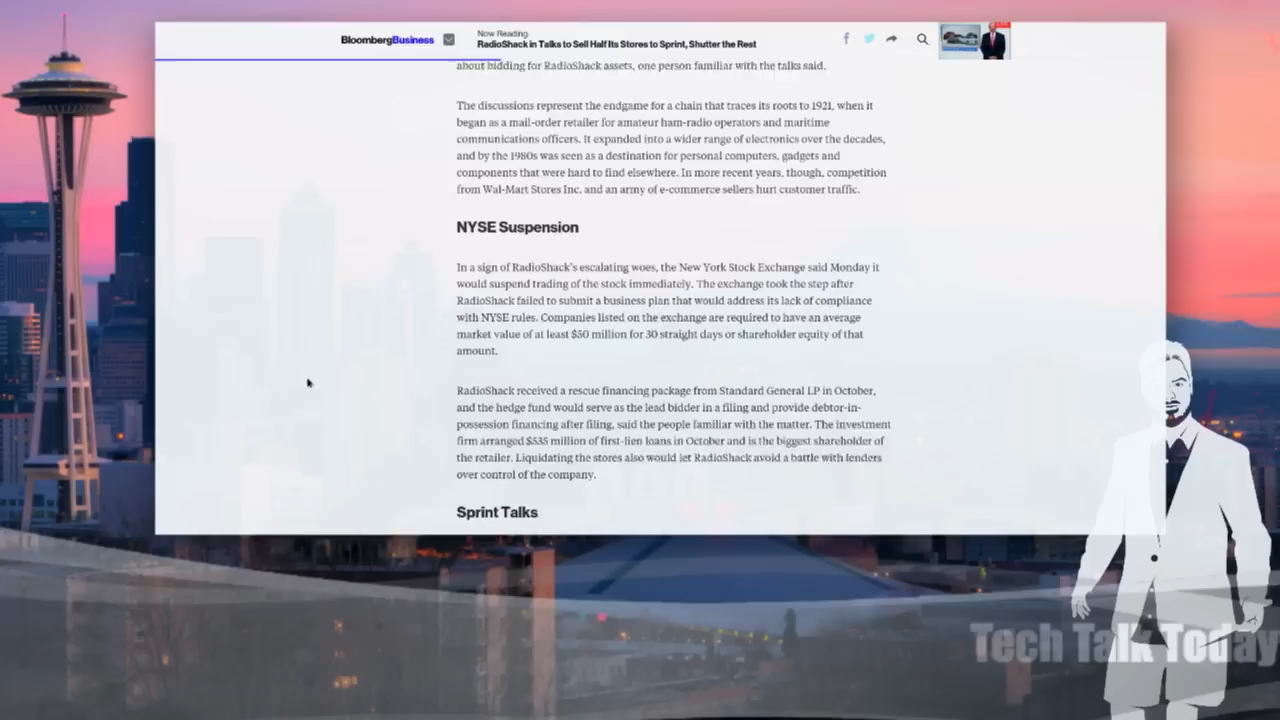 BloombergBusiness
Now Reading
RadioShack in Talks to Sell Half Its Stores to Sprint, Shutter the Rest
about bidding for RadioShack assets, one person familiar with the talks said.
The discussions represent the endgame for a chain that traces its roots to 1921, when it
began as a mail-order retailer for amateur ham-radio operators and maritime
communications officers. It expanded into a wider range of electronics over the decades,
and by the 1980s was seen as a destination for personal computers, gadgets and
components that were hard to find elsewhere. In more recent years, though, competition
from Wal-Mart Stores Inc. and an army of e-commerce sellers hurt customer traffic.
NYSE Suspension
In a sign of RadioShack's escalating woes, the New York Stock Exchange said Monday it
would suspend trading of the stock immediately. The exchange took the step after
RadioShack failed to submit a business plan that would address its lack of compliance
with NYSE rules. Companies listed on the exchange are required to have an average
market value of at least $50 million for 30 straight days or shareholder equity of that
amount.
RadioShack received a rescue financing package from Standard General LP in October,
and the hedge fund would serve as the lead bidder in a filing and provide debtor-in-
possession financing after filing, said the people familiar with the matter. The investment
firm arranged $535 million of first-lien loans in October and is the biggest shareholder of
the retailer. Liquidating the stores also would let RadioShack avoid a battle with lenders
over control of the company.
Sprint Talks
Tech Talk Today